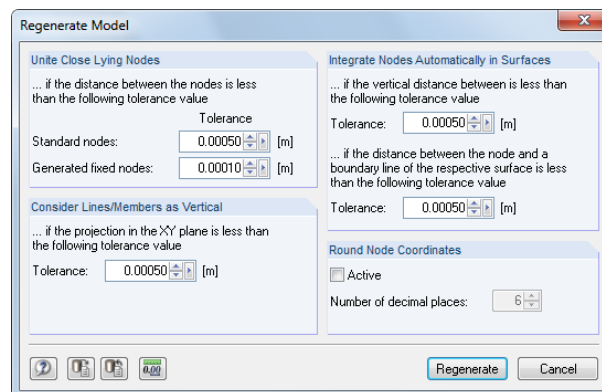 Regenerate Model
Unite Close Lying Nodes
... if the distance between the nodes is less
than the following tolerance value
Tolerance
Standard nodes: 0.00050 [m]
Generated fixed nodes: 0.00010 [m]
Consider Lines/Members as Vertical
... if the projection in the XY plane is less than
the following tolerance value
Tolerance: 0.00050 [m]
Integrate Nodes Automatically in Surfaces
... if the vertical distance between is less than
the following tolerance value
Tolerance: 0.00050 [m]
... if the distance between the node and a
boundary line of the respective surface is less
than the following tolerance value
Tolerance: 0.00050 [m]
Round Node Coordinates
Active
Number of decimal places: 6
0.00
Regenerate Cancel